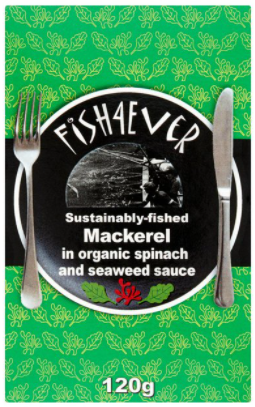 FISH4EVER
Sustainably-fished
Mackerel
in organic spinach
and seaweed sauce
120g